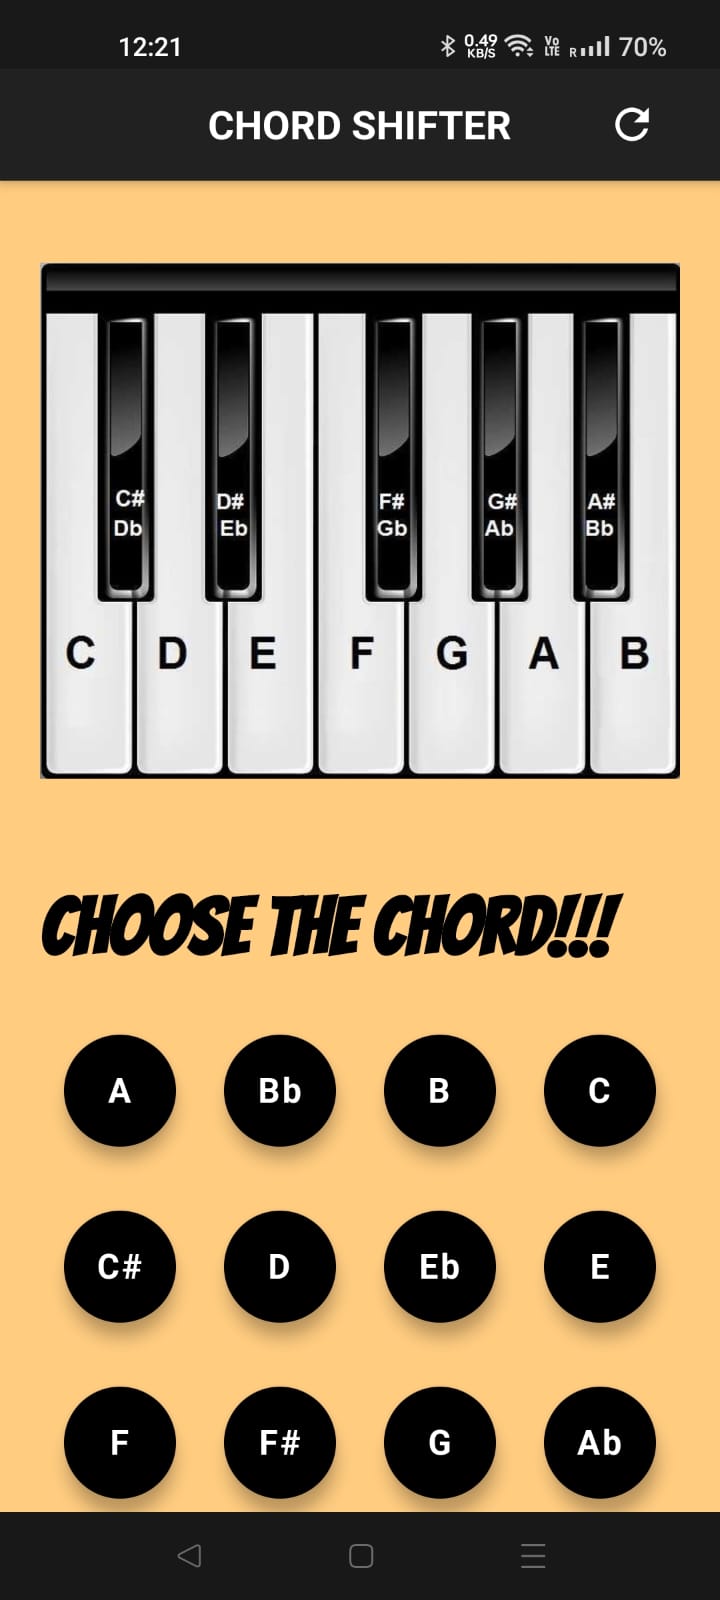 12:21 0.49 KB/S Vo LTE R 70%
CHORD SHIFTER
C# D# F# G# A#
Db Eb Gb Ab Bb
C D E F G A B
CHOOSE THE CHORD!!!
A Bb B C
C# D Eb E
F F# G Ab